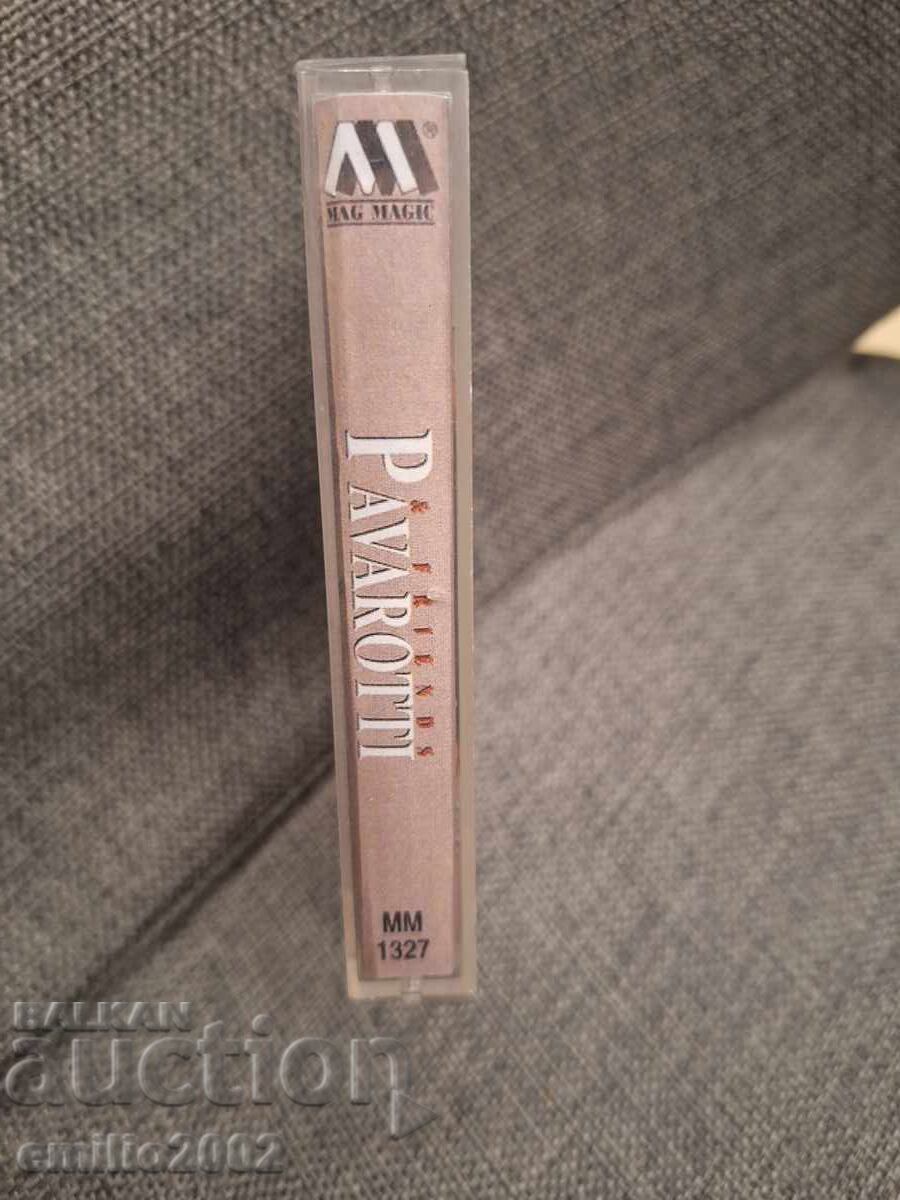 MAG MAGIC
®
PAVAROTTI
& FRIENDS
MM
1327
BALKAN
auction
emilio2002